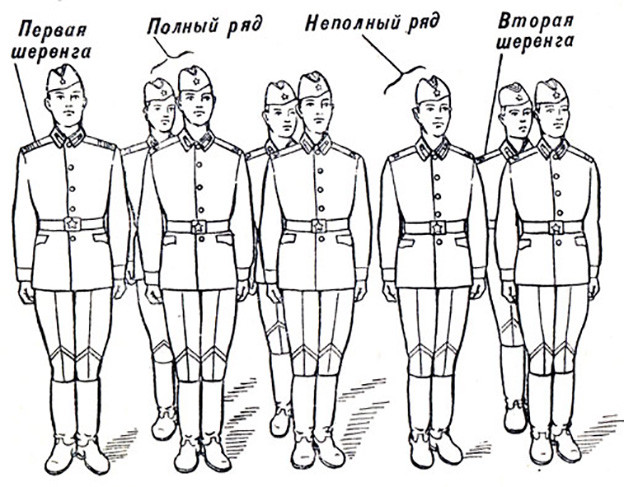 Первая
шеренга
Полный ряд
Неполный ряд
Вторая
шеренга